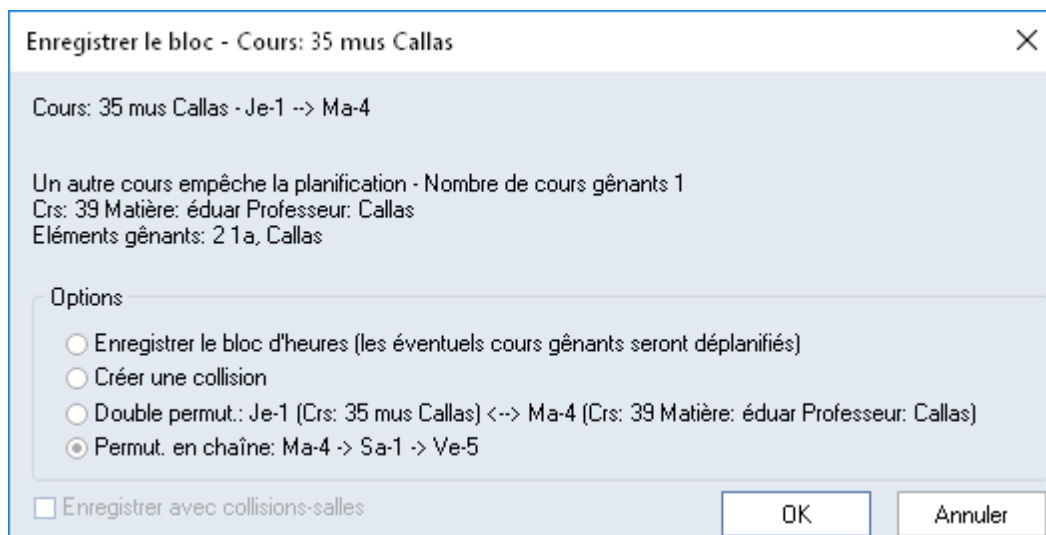 Enregistrer le bloc - Cours: 35 mus Callas
Cours: 35 mus Callas - Je-1 --> Ma-4
Un autre cours empêche la planification - Nombre de cours gênants 1
Crs: 39 Matière: éduar Professeur: Callas
Eléments gênants: 2 1a, Callas
Options
Enregistrer le bloc d'heures (les éventuels cours gênants seront déplanifiés)
Créer une collision
Double permut.: Je-1 (Crs: 35 mus Callas) <--> Ma-4 (Crs: 39 Matière: éduar Professeur: Callas)
Permut. en chaîne: Ma-4 -> Sa-1 -> Ve-5
Enregistrer avec collisions-salles
OK
Annuler